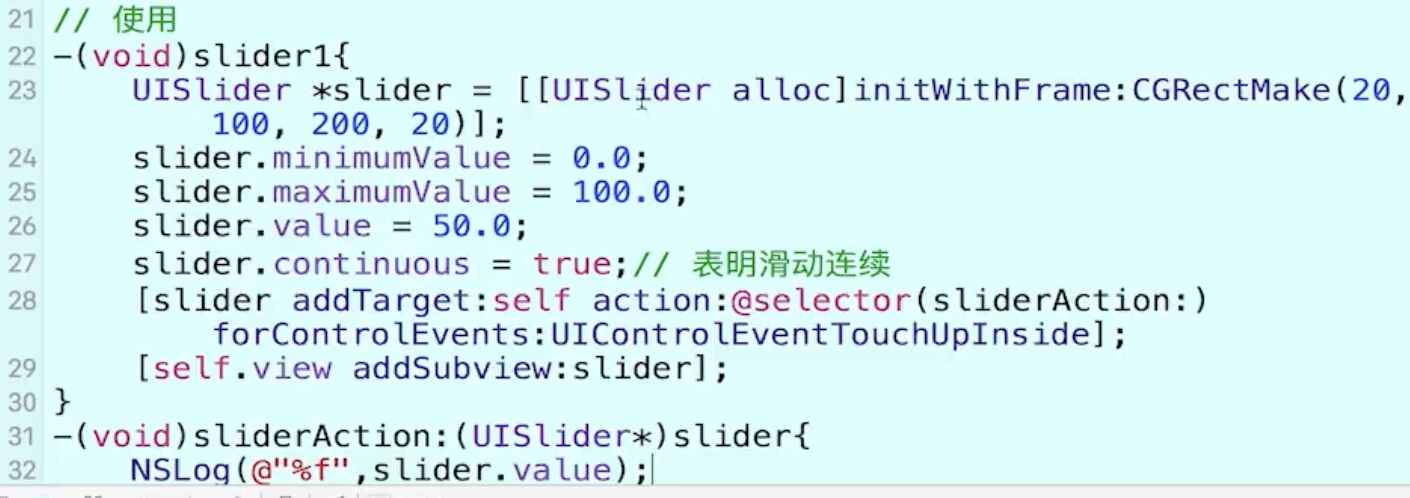 21 // 使用
22 -(void)slider1{
23 UISlider *slider = [[UISlider alloc]initWithFrame:CGRectMake(20,
100, 200, 20)];
24 slider.minimumValue = 0.0;
25 slider.maximumValue = 100.0;
26 slider.value = 50.0;
27 slider.continuous = true;// 表明滑动连续
28 [slider addTarget:self action:@selector(sliderAction:)
forControlEvents:UIControlEventTouchUpInside];
29 [self.view addSubview:slider];
30 }
31 -(void)sliderAction:(UISlider*)slider{
32 NSLog(@"%f",slider.value);